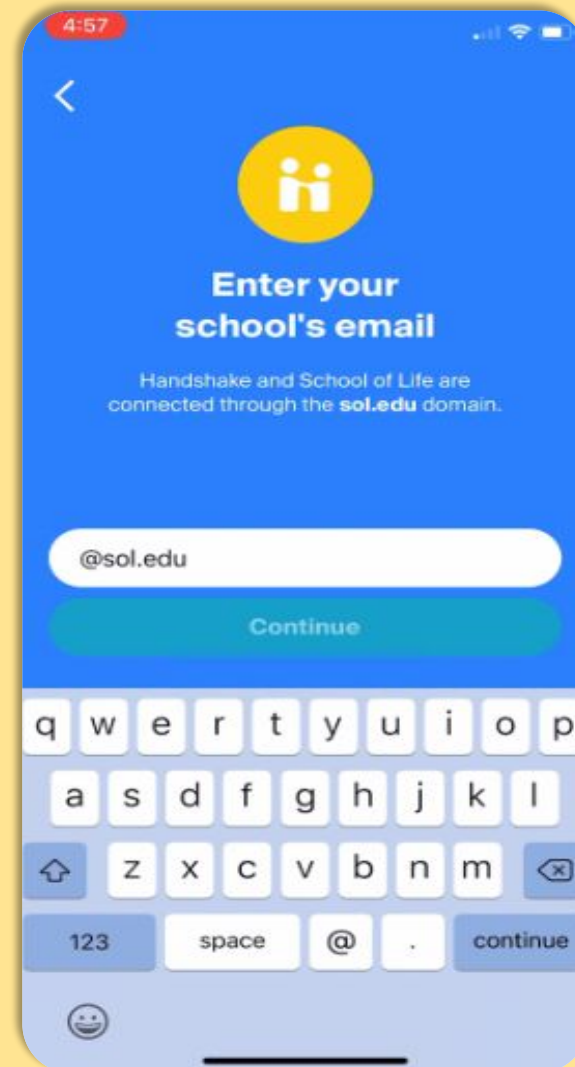 4:57
Enter your
school's email
Handshake and School of Life are
connected through the sol.edu domain.
@sol.edu
Continue
q w e r t y u i o p
a s d f g h j k l
z x c v b n m
123 space @ . continue